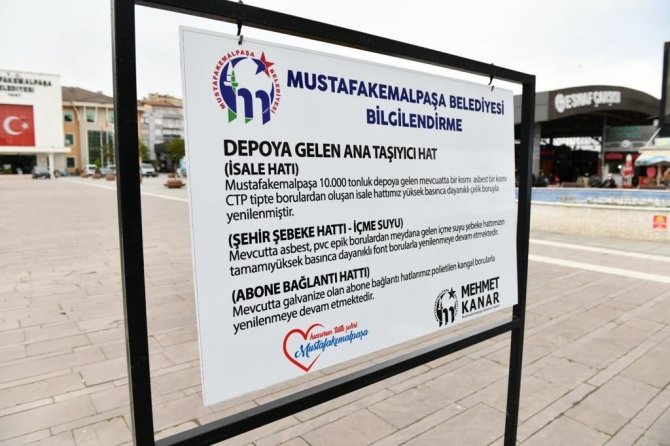 MUSTAFAKEMALPAŞA
BELEDİYESİ
MUSTAFAKEMALPAŞA BELEDİYESİ
BİLGİLENDİRME
DEPOYA GELEN ANA TAŞIYICI HAT
(İSALE HATI)
Mustafakemalpaşa 10.000 tonluk depoya gelen mevcuatta bir kısmı asbest bir kısmı
CTP tipte borulardan oluşan isale hattımız yüksek basınca dayanıklı çelik boruyla
yenilenmiştir.
(ŞEHİR ŞEBEKE HATTI - İÇME SUYU)
Mevcutta asbest, pvc epik borulardan meydana gelen içme suyu şebeke hattımızın
tamamıyüksek basınca dayanıklı font borularla yenilenmeye devam etmektedir.
(ABONE BAĞLANTI HATTI)
Mevcutta galvanize olan abone bağlantı hatlarımız polietilen kangal borularla
yenilenmeye devam etmektedir.
MEHMET
KANAR
Mustafakemalpaşa
ESNAF ÇARŞISI